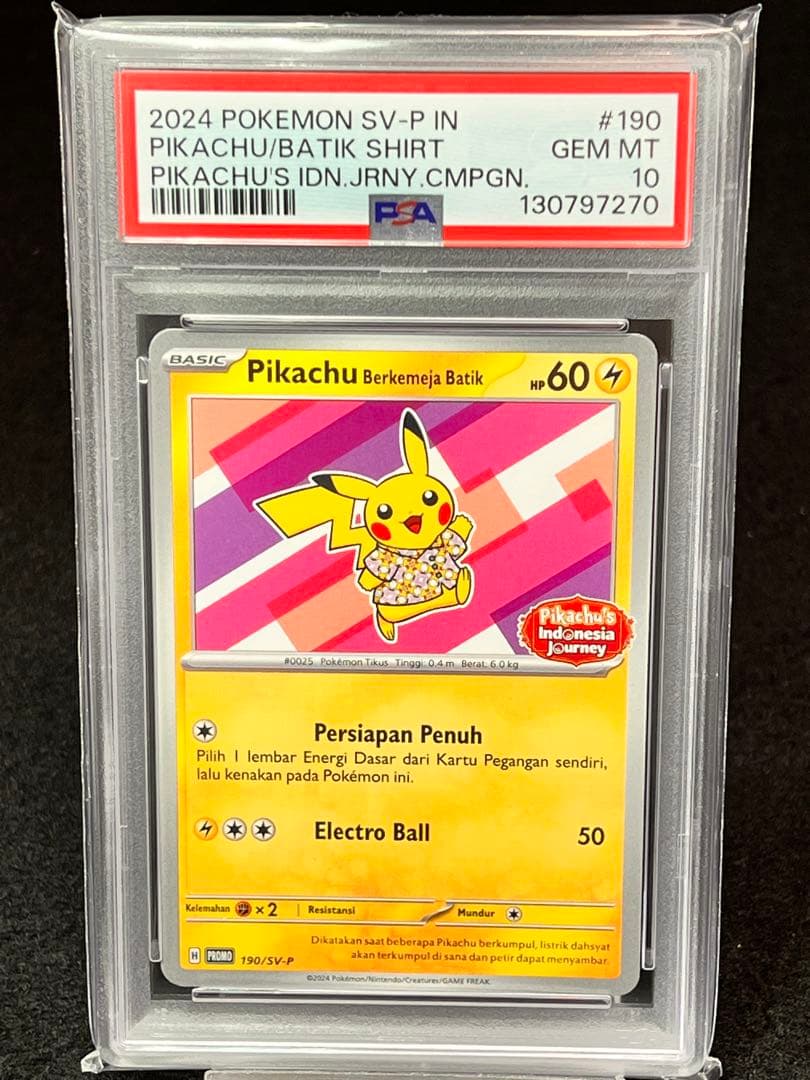 2024 POKEMON SV-P IN #190
PIKACHU/BATIK SHIRT GEM MT
PIKACHU'S IDN.JRNY.CMPGN. 10
PSA 130797270
BASIC Pikachu Berkemeja Batik HP 60
Pikachu's
Indonesia
Journey
#0025 Pokémon Tikus Tinggi: 0.4 m Berat: 6.0 kg
Persiapan Penuh
Pilih 1 lembar Energi Dasar dari Kartu Pegangan sendiri,
lalu kenakan pada Pokémon ini.
Electro Ball 50
Kelemahan ×2 Resistansi Mundur
Dikatakan saat beberapa Pikachu berkumpul, listrik dahsyat
akan terkumpul di sana dan petir dapat menyambar.
H PROMO 190/SV-P
©2024 Pokémon/Nintendo/Creatures/GAME FREAK.